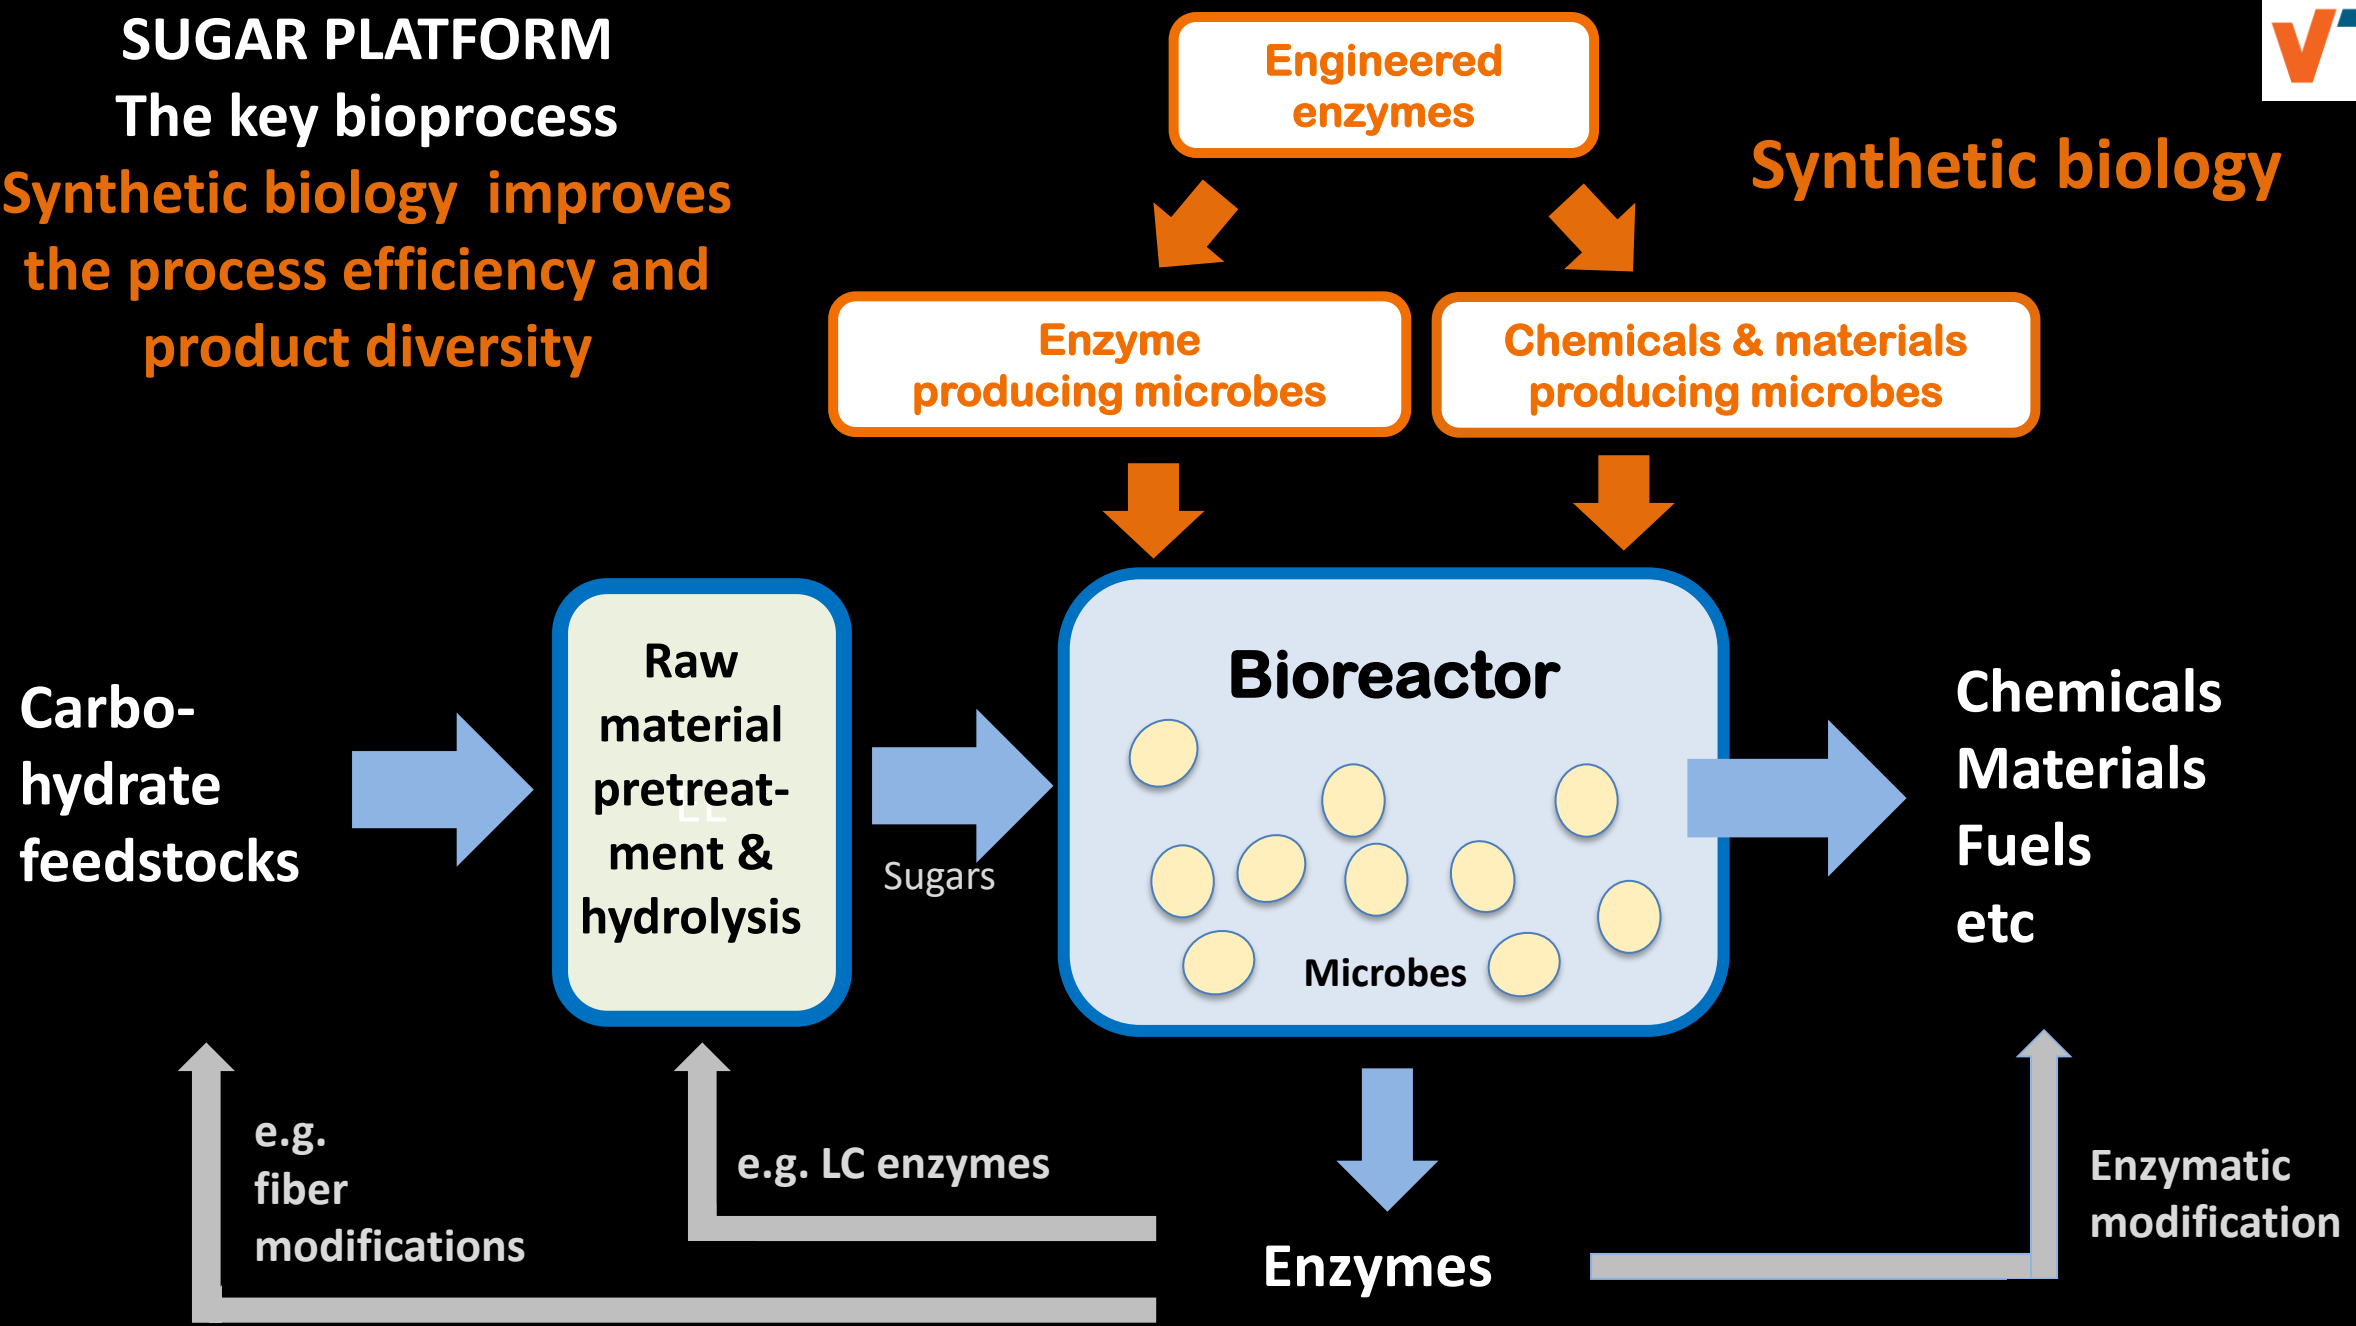 SUGAR PLATFORM
The key bioprocess
Synthetic biology improves
the process efficiency and
product diversity
Engineered
enzymes
Synthetic biology
Enzyme
producing microbes
Chemicals & materials
producing microbes
Carbo-
hydrate
feedstocks
Raw
material
pretreat-
ment &
hydrolysis
Sugars
Bioreactor
Microbes
Chemicals
Materials
Fuels
etc
e.g.
fiber
modifications
e.g. LC enzymes
Enzymes
Enzymatic
modification